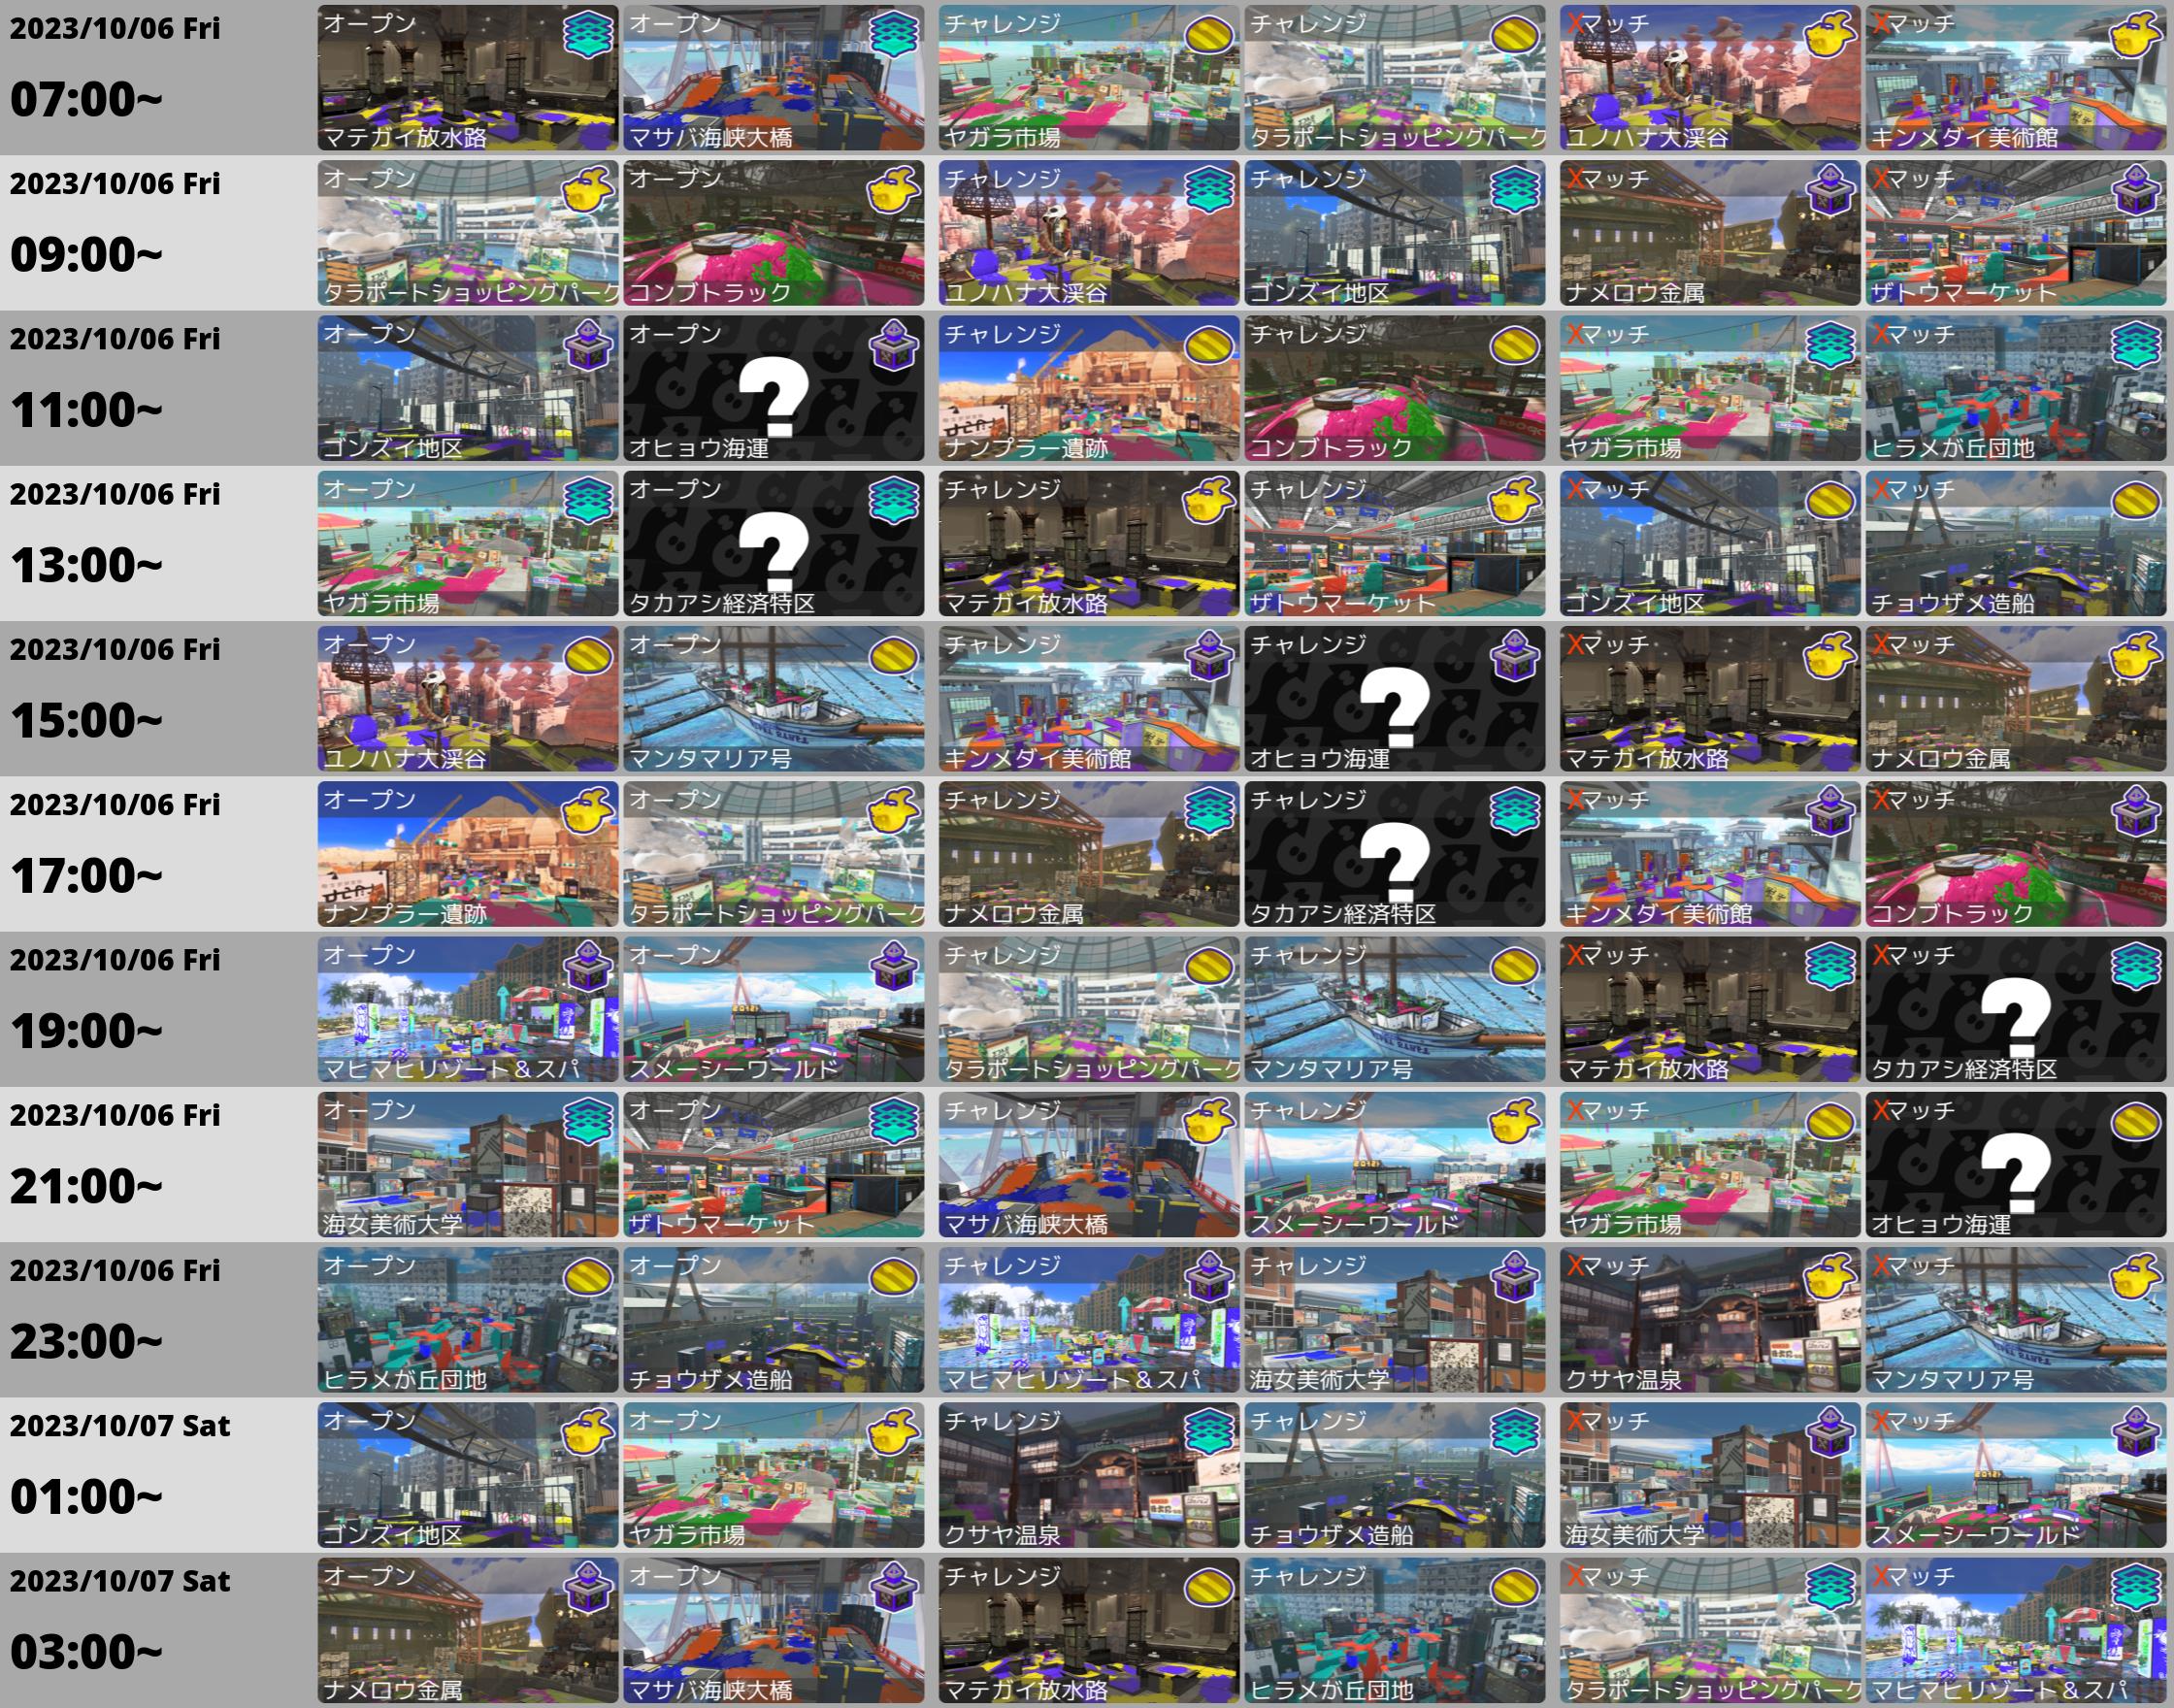 2023/10/06 Fri
07:00~
オープン オープン チャレンジ チャレンジ Xマッチ Xマッチ
マテガイ放水路 マサバ海峡大橋 ヤガラ市場 タラポートショッピングパーク ユノハナ大渓谷 キンメダイ美術館
2023/10/06 Fri
09:00~
オープン オープン チャレンジ チャレンジ Xマッチ Xマッチ
タラポートショッピングパーク コンブトラック ユノハナ大渓谷 ゴンズイ地区 ナメロウ金属 ザトウマーケット
2023/10/06 Fri
11:00~
オープン オープン チャレンジ チャレンジ Xマッチ Xマッチ
ゴンズイ地区 オヒョウ海運 ナンプラー遺跡 コンブトラック ヤガラ市場 ヒラメが丘団地
2023/10/06 Fri
13:00~
オープン オープン チャレンジ チャレンジ Xマッチ Xマッチ
ヤガラ市場 タカアシ経済特区 マテガイ放水路 ザトウマーケット ゴンズイ地区 チョウザメ造船
2023/10/06 Fri
15:00~
オープン オープン チャレンジ チャレンジ Xマッチ Xマッチ
ユノハナ大渓谷 マンタマリア号 キンメダイ美術館 オヒョウ海運 マテガイ放水路 ナメロウ金属
2023/10/06 Fri
17:00~
オープン オープン チャレンジ チャレンジ Xマッチ Xマッチ
ナンプラー遺跡 タラポートショッピングパーク ナメロウ金属 タカアシ経済特区 キンメダイ美術館 コンブトラック
2023/10/06 Fri
19:00~
オープン オープン チャレンジ チャレンジ Xマッチ Xマッチ
マヒマヒリゾート＆スパ スメーシーワールド タラポートショッピングパーク マンタマリア号 マテガイ放水路 タカアシ経済特区
2023/10/06 Fri
21:00~
オープン オープン チャレンジ チャレンジ Xマッチ Xマッチ
海女美術大学 ザトウマーケット マサバ海峡大橋 スメーシーワールド ヤガラ市場 オヒョウ海運
2023/10/06 Fri
23:00~
オープン オープン チャレンジ チャレンジ Xマッチ Xマッチ
ヒラメが丘団地 チョウザメ造船 マヒマヒリゾート＆スパ 海女美術大学 クサヤ温泉 マンタマリア号
2023/10/07 Sat
01:00~
オープン オープン チャレンジ チャレンジ Xマッチ Xマッチ
ゴンズイ地区 ヤガラ市場 クサヤ温泉 チョウザメ造船 海女美術大学 スメーシーワールド
2023/10/07 Sat
03:00~
オープン オープン チャレンジ チャレンジ Xマッチ Xマッチ
ナメロウ金属 マサバ海峡大橋 マテガイ放水路 ヒラメが丘団地 タラポートショッピングパーク マヒマヒリゾート＆スパ